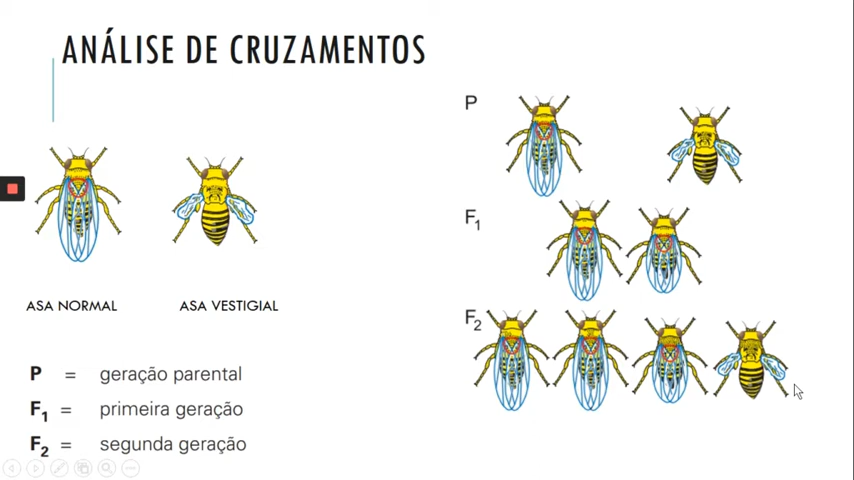 ANÁLISE DE CRUZAMENTOS
P
F₁
F₂
ASA NORMAL
ASA VESTIGIAL
P = geração parental
F₁ = primeira geração
F₂ = segunda geração